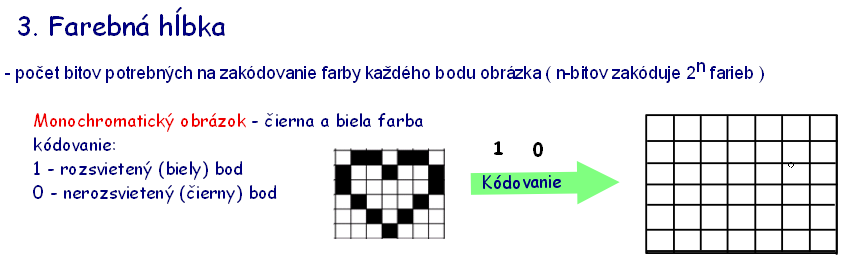 3. Farebná hĺbka
- počet bitov potrebných na zakódovanie farby každého bodu obrázka ( n-bitov zakóduje 2ⁿ farieb )
Monochromatický obrázok - čierna a biela farba
kódovanie:
1 - rozsvietený (biely) bod
0 - nerozsvietený (čierny) bod
1 0
Kódovanie